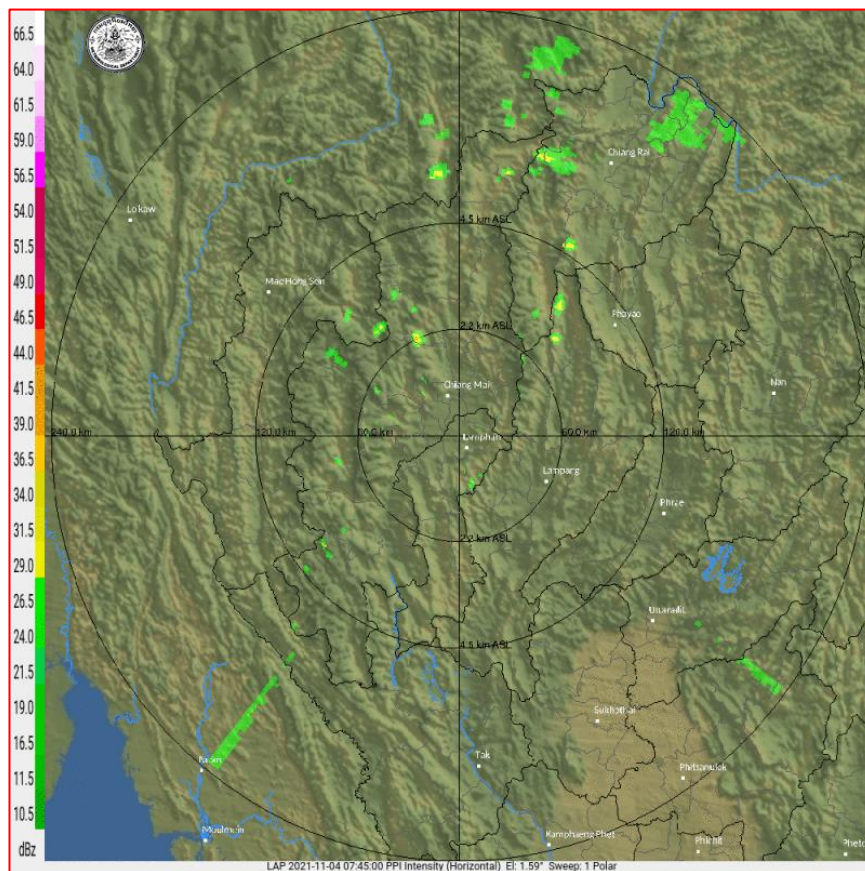 66.5
64.0
61.5
59.0
56.5
54.0
51.5
49.0
46.5
44.0
41.5
39.0
36.5
34.0
31.5
29.0
26.5
24.0
21.5
19.0
16.5
11.5
10.5
dBz
Chiang Rai
Loikaw
4.5 km ASL
Mae Hong Son
Phayao
2.2 km ASL
Chiang Mai
Nan
240.0 km
120.0 km
60.0 km
60.0 km
120.0 km
Lamphun
Lampang
Phrae
2.2 km ASL
Uttaradit
4.5 km ASL
Sukhothai
Tak
Phitsanulok
Moulmein
Kamphaeng Phet
Phichit
LAP 2021-11-04 07:45:00 PPI Intensity (Horizontal) El: 1.59° Sweep: 1 Polar